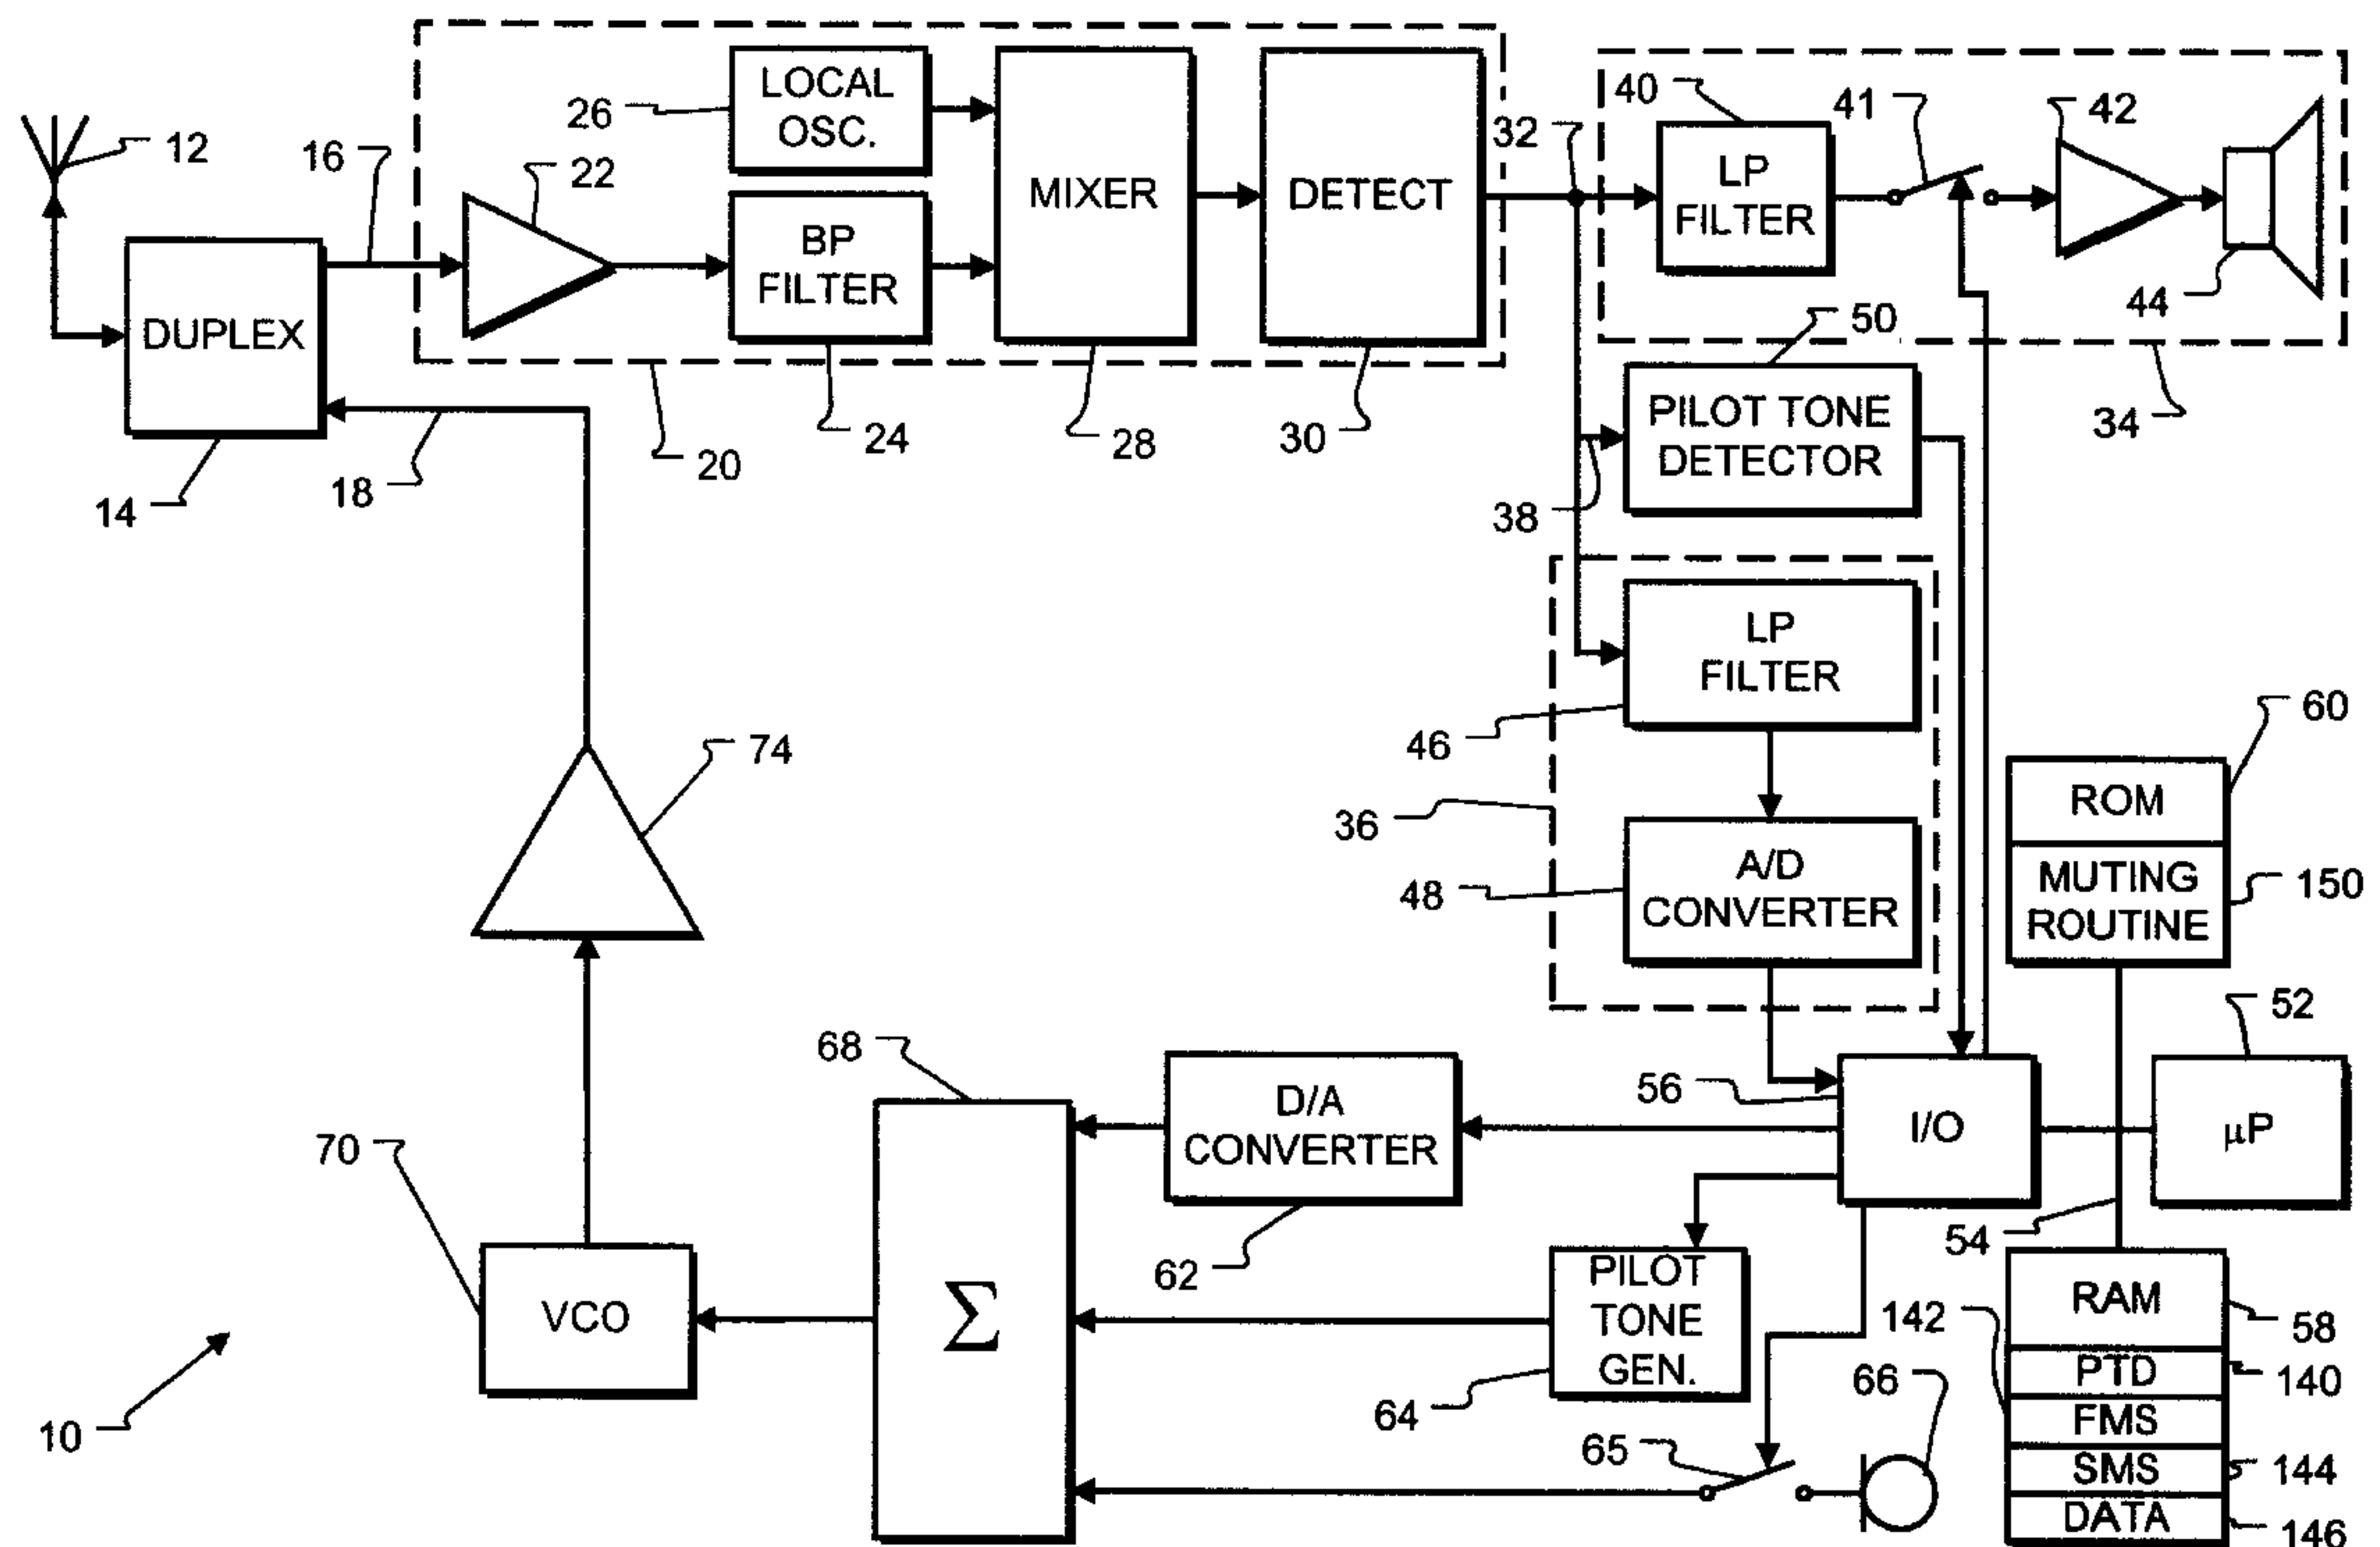 LOCAL
OSC.
26
12
16
22
MIXER
DETECT
32
40
LP
FILTER
41
42
44
DUPLEX
BP
FILTER
50
34
14
18
20
24
28
30
38
PILOT TONE
DETECTOR
LP
FILTER
46
36
48
A/D
CONVERTER
60
ROM
MUTING
ROUTINE
150
52
74
68
D/A
CONVERTER
56
I/O
µP
70
VCO
Σ
62
PILOT
TONE
GEN.
64
54
142
RAM
58
PTD
140
FMS
SMS
144
DATA
146
65
66
10